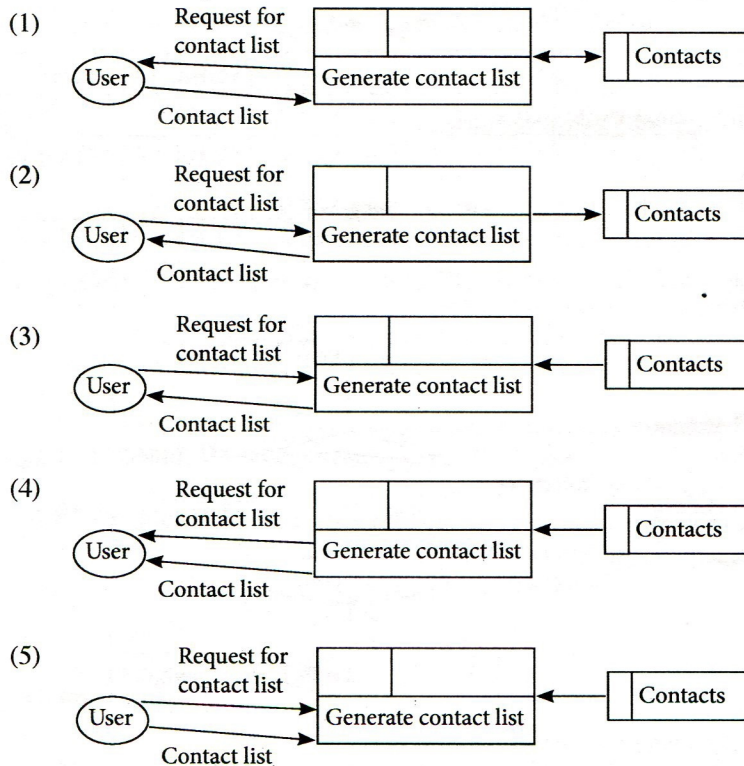 (1)
Request for
contact list
User
Contact list
Generate contact list
Contacts
(2)
Request for
contact list
User
Contact list
Generate contact list
Contacts
(3)
Request for
contact list
User
Contact list
Generate contact list
Contacts
(4)
Request for
contact list
User
Contact list
Generate contact list
Contacts
(5)
Request for
contact list
User
Contact list
Generate contact list
Contacts